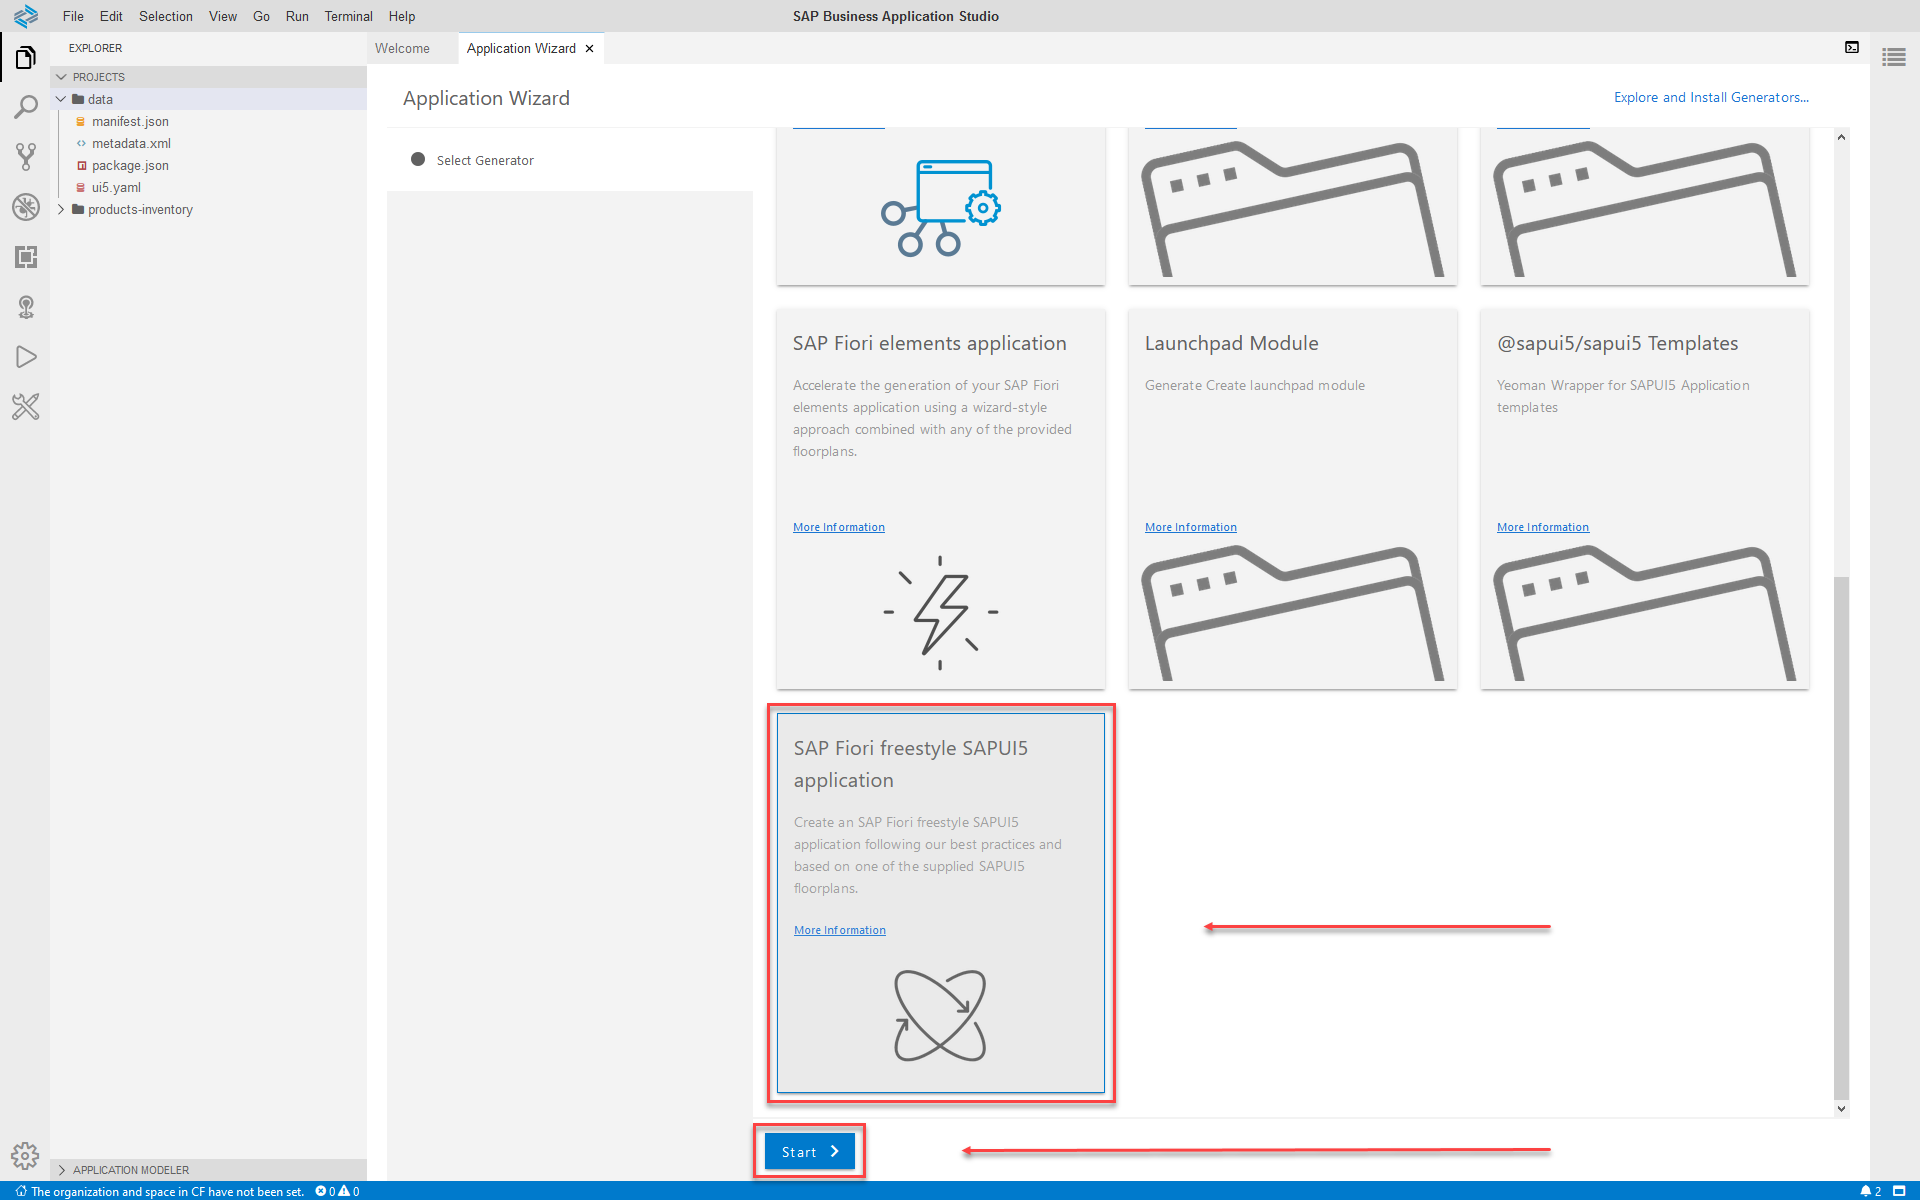 File Edit Selection View Go Run Terminal Help
SAP Business Application Studio
EXPLORER
PROJECTS
data
manifest.json
metadata.xml
package.json
ui5.yaml
products-inventory
APPLICATION MODELER
Welcome
Application Wizard
Application Wizard
Explore and Install Generators...
Select Generator
SAP Fiori elements application
Accelerate the generation of your SAP Fiori
elements application using a wizard-style
approach combined with any of the provided
floorplans.
More Information
Launchpad Module
Generate Create launchpad module
More Information
@sapui5/sapui5 Templates
Yeoman Wrapper for SAPUI5 Application
templates
More Information
SAP Fiori freestyle SAPUI5
application
Create an SAP Fiori freestyle SAPUI5
application following our best practices and
based on one of the supplied SAPUI5
floorplans.
More Information
Start
The organization and space in CF have not been set. 0 0
2